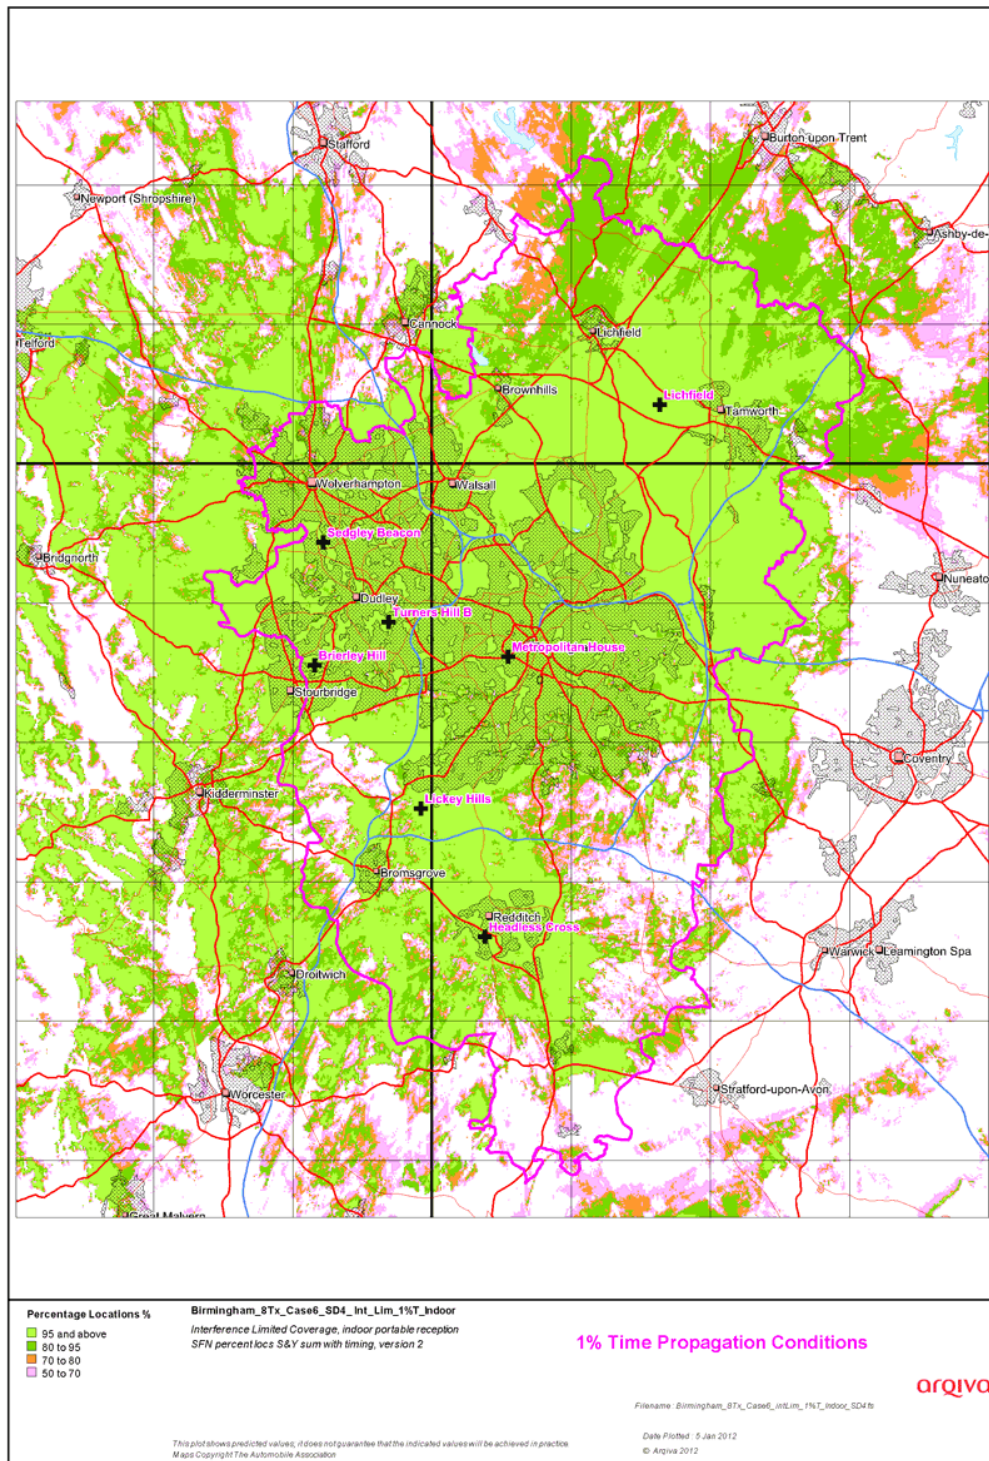 Burton-upon-Trent
Stafford
Newport (Shropshire)
Ashby-de-
Cannock
Lichfield
Telford
Brownhills
Lichfield
Tamworth
Wolverhampton
Walsall
Sedgley Beacon
Bridgnorth
Nuneato
Dudley
Turners Hill B
Metropolitan House
Brierley Hill
Stourbridge
Coventry
Kidderminster
Lickey Hills
Bromsgrove
Redditch
Headless Cross
Warwick
Leamington Spa
Droitwich
Stratford-upon-Avon
Worcester
Great Malvern
Percentage Locations %
95 and above
80 to 95
70 to 80
50 to 70
Birmingham_8Tx_Case6_SD4_ Int_Lim_1%T_Indoor
Interference Limited Coverage, indoor portable reception
SFN percent locs S&Y sum with timing, version 2
1% Time Propagation Conditions
arqiva
Filename : Birmingham_8Tx_Case6_intLim_1%T_Indoor_SD4fs
Date Plotted : 5 Jan 2012
© Arqiva 2012
This plot shows predicted values, it does not guarantee that the indicated values will be achieved in practice.
Maps Copyright The Automobile Association